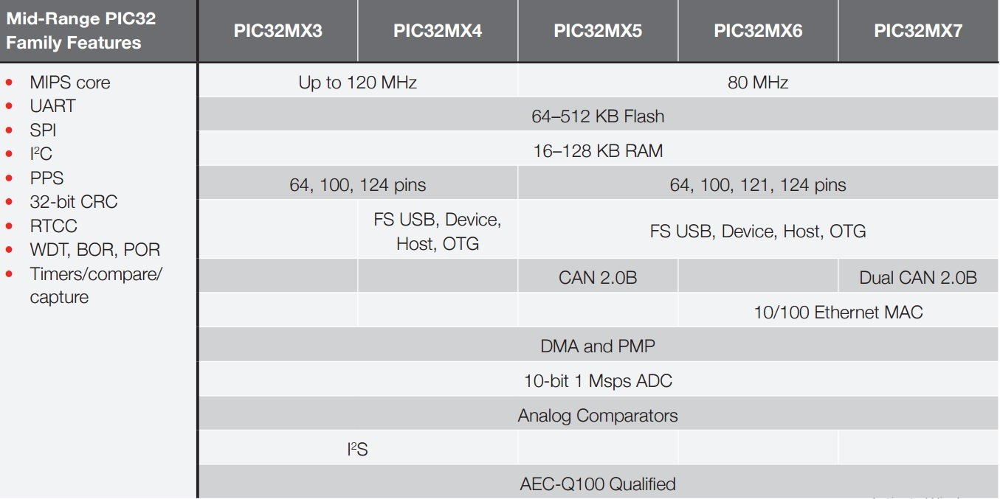 Mid-Range PIC32
Family Features
PIC32MX3
PIC32MX4
PIC32MX5
PIC32MX6
PIC32MX7
• MIPS core
• UART
• SPI
• I²C
• PPS
• 32-bit CRC
• RTCC
• WDT, BOR, POR
• Timers/compare/
capture
Up to 120 MHz
80 MHz
64–512 KB Flash
16–128 KB RAM
64, 100, 124 pins
64, 100, 121, 124 pins
FS USB, Device,
Host, OTG
FS USB, Device, Host, OTG
CAN 2.0B
Dual CAN 2.0B
10/100 Ethernet MAC
DMA and PMP
10-bit 1 Msps ADC
Analog Comparators
I²S
AEC-Q100 Qualified